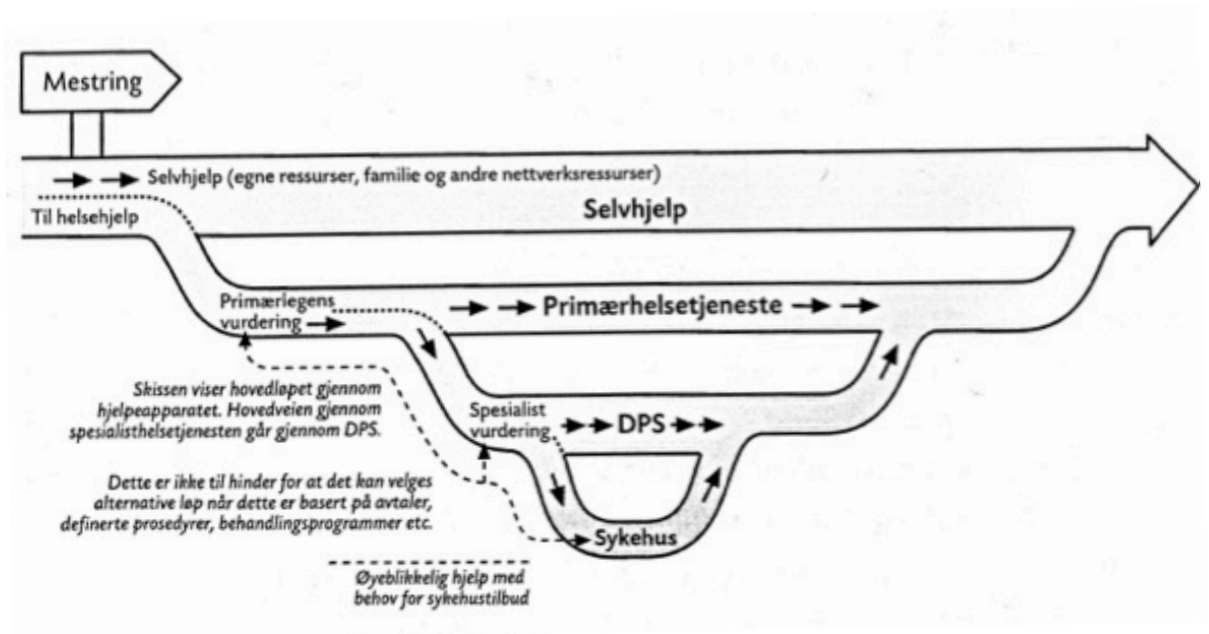 Mestring
Selvhjelp (egne ressurser, familie og andre nettverksressurser)
Til helsehjelp
Selvhjelp
Primærlegens
vurdering
Primærhelsetjeneste
Skissen viser hovedløpet gjennom
hjelpeapparatet. Hovedveien gjennom
spesialisthelsetjenesten går gjennom DPS.
Spesialist
vurdering
DPS
Dette er ikke til hinder for at det kan velges
alternative løp når dette er basert på avtaler,
definerte prosedyrer, behandlingsprogrammer etc.
Sykehus
Øyeblikkelig hjelp med
behov for sykehustilbud